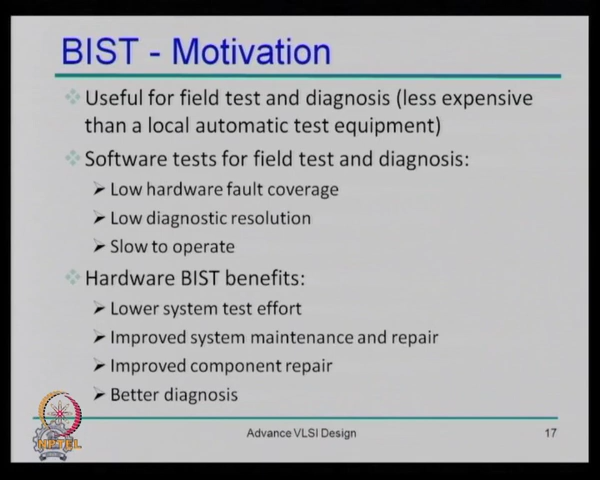 BIST - Motivation
Useful for field test and diagnosis (less expensive
than a local automatic test equipment)
Software tests for field test and diagnosis:
Low hardware fault coverage
Low diagnostic resolution
Slow to operate
Hardware BIST benefits:
Lower system test effort
Improved system maintenance and repair
Improved component repair
Better diagnosis
NPTEL
Advance VLSI Design
17